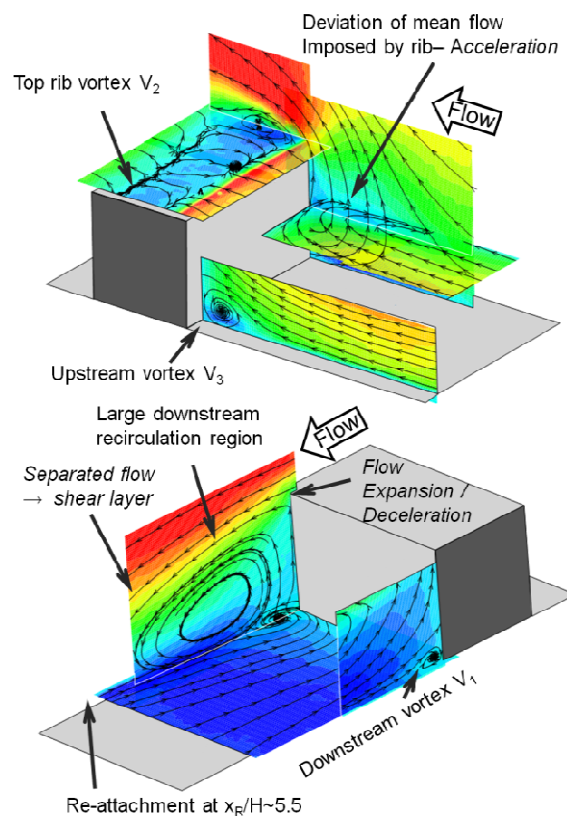 Deviation of mean flow
Imposed by rib– Acceleration
Top rib vortex V2
Flow
Upstream vortex V3
Large downstream
recirculation region
Flow
Separated flow
→ shear layer
Flow
Expansion /
Deceleration
Downstream vortex V1
Re-attachment at xR/H~5.5